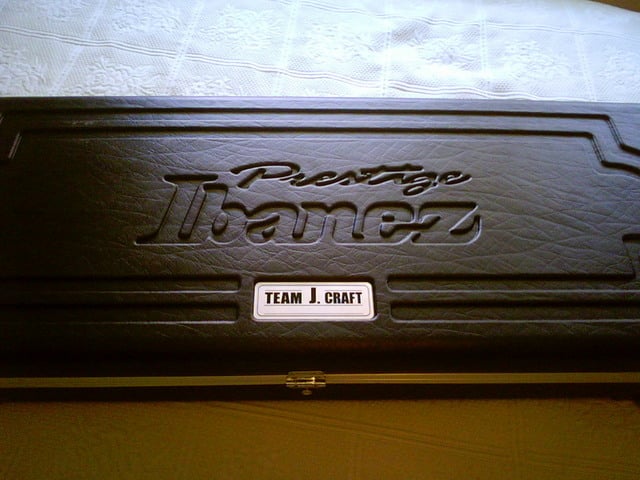 Prestige
Ibanez
TEAM J. CRAFT